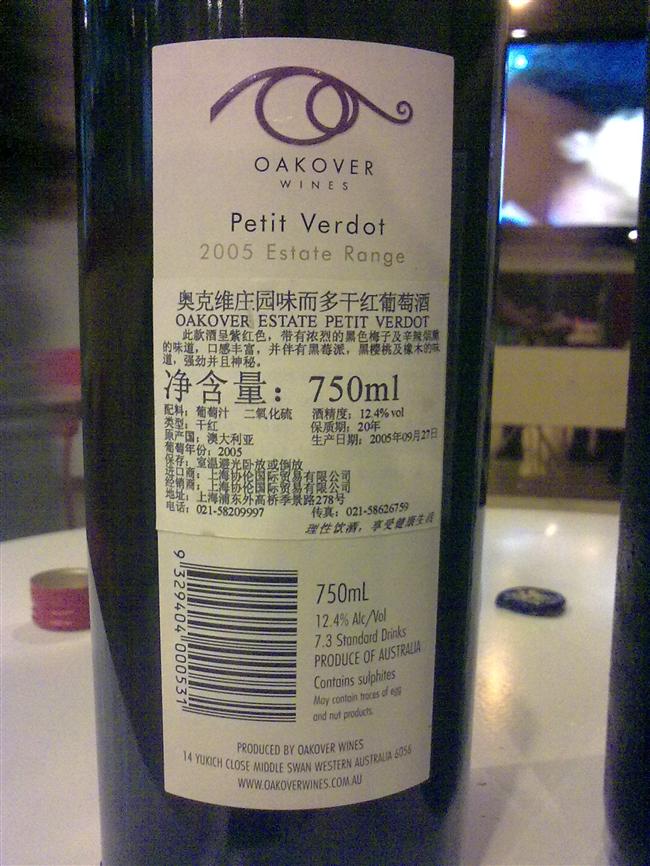 OAKOVER
WINES
Petit Verdot
2005 Estate Range
奥克维庄园味而多干红葡萄酒
OAKOVER ESTATE PETIT VERDOT
此款酒呈紫红色，带有浓烈的黑色梅子及辛辣烟熏
的味道，口感丰富，并伴有黑莓派，黑樱桃及橡木的味
道，强劲并且神秘。
净含量：750ml
配料：葡萄汁 二氧化硫 酒精度：12.4%vol
类型：干红 保质期：20年
原产国：澳大利亚 生产日期：2005年09月27日
葡萄年份：2005
保存：室温避光卧放或倒放
进口商：上海协伦国际贸易有限公司
经销商：上海协伦国际贸易有限公司
地址：上海浦东外高桥季景路278号
电话：021-58209997 传真：021-58626759
理性饮酒，享受健康生活
9 329404 000531
750mL
12.4% Alc/Vol
7.3 Standard Drinks
PRODUCE OF AUSTRALIA
Contains sulphites
May contain traces of egg
and nut products.
PRODUCED BY OAKOVER WINES
14 YUKICH CLOSE MIDDLE SWAN WESTERN AUSTRALIA 6056
WWW.OAKOVERWINES.COM.AU